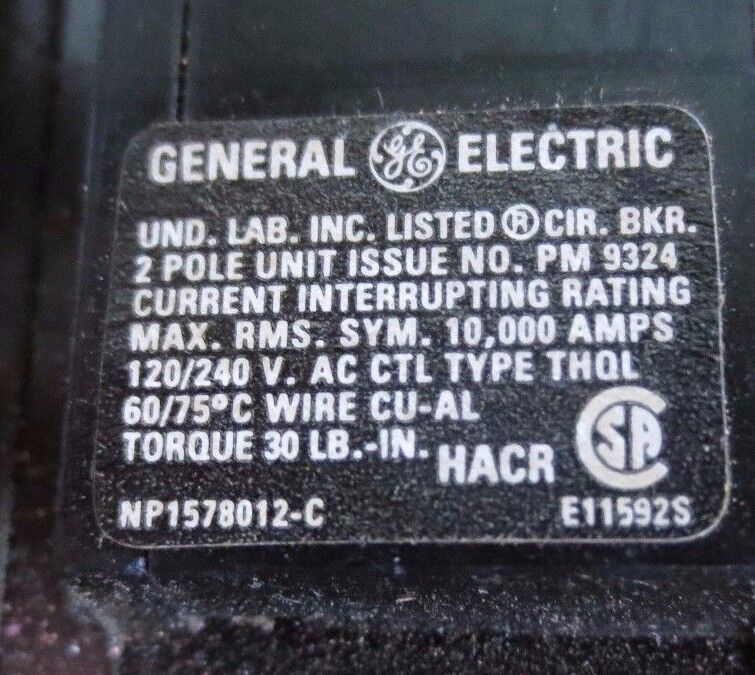 GENERAL GE ELECTRIC
UND. LAB. INC. LISTED ® CIR. BKR.
2 POLE UNIT ISSUE NO. PM 9324
CURRENT INTERRUPTING RATING
MAX. RMS. SYM. 10,000 AMPS
120/240 V. AC CTL TYPE THQL
60/75°C WIRE CU-AL
TORQUE 30 LB.-IN. HACR SA
NP1578012-C E11592S